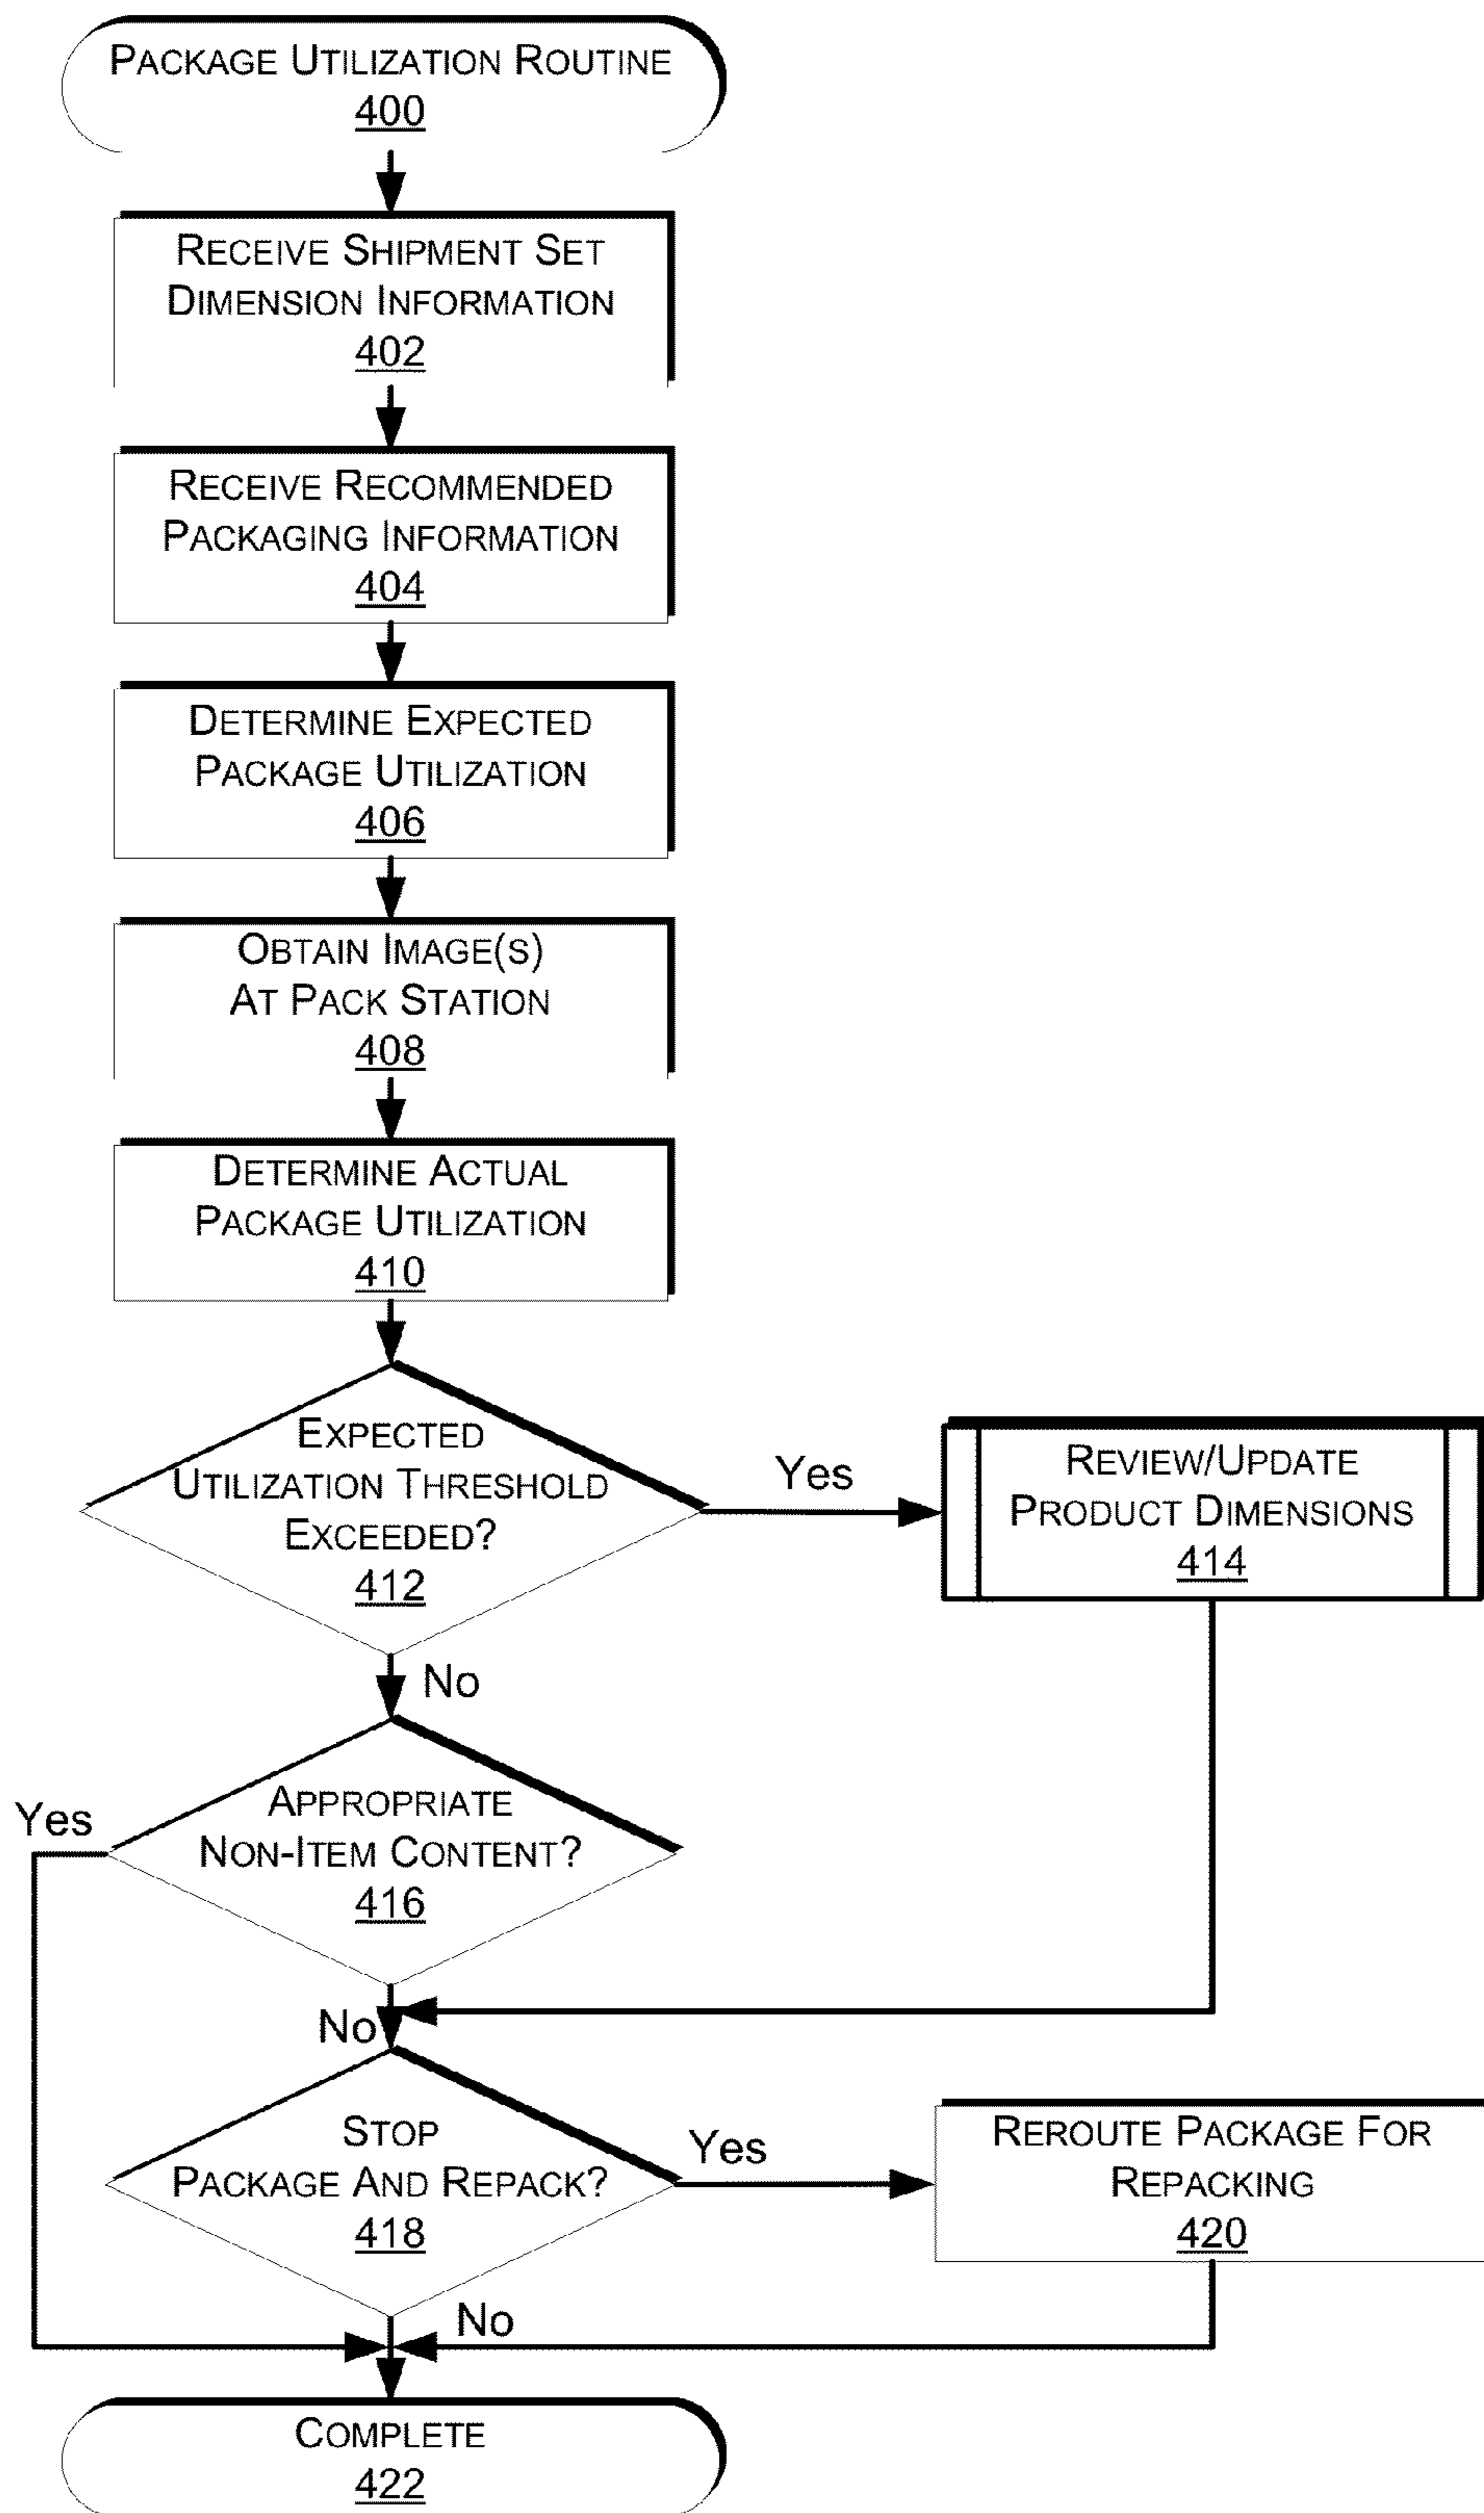 PACKAGE UTILIZATION ROUTINE
400
RECEIVE SHIPMENT SET
DIMENSION INFORMATION
402
RECEIVE RECOMMENDED
PACKAGING INFORMATION
404
DETERMINE EXPECTED
PACKAGE UTILIZATION
406
OBTAIN IMAGE(S)
AT PACK STATION
408
DETERMINE ACTUAL
PACKAGE UTILIZATION
410
EXPECTED
UTILIZATION THRESHOLD
EXCEEDED?
412
Yes
REVIEW/UPDATE
PRODUCT DIMENSIONS
414
No
APPROPRIATE
NON-ITEM CONTENT?
416
Yes
No
STOP
PACKAGE AND REPACK?
418
Yes
REROUTE PACKAGE FOR
REPACKING
420
No
COMPLETE
422